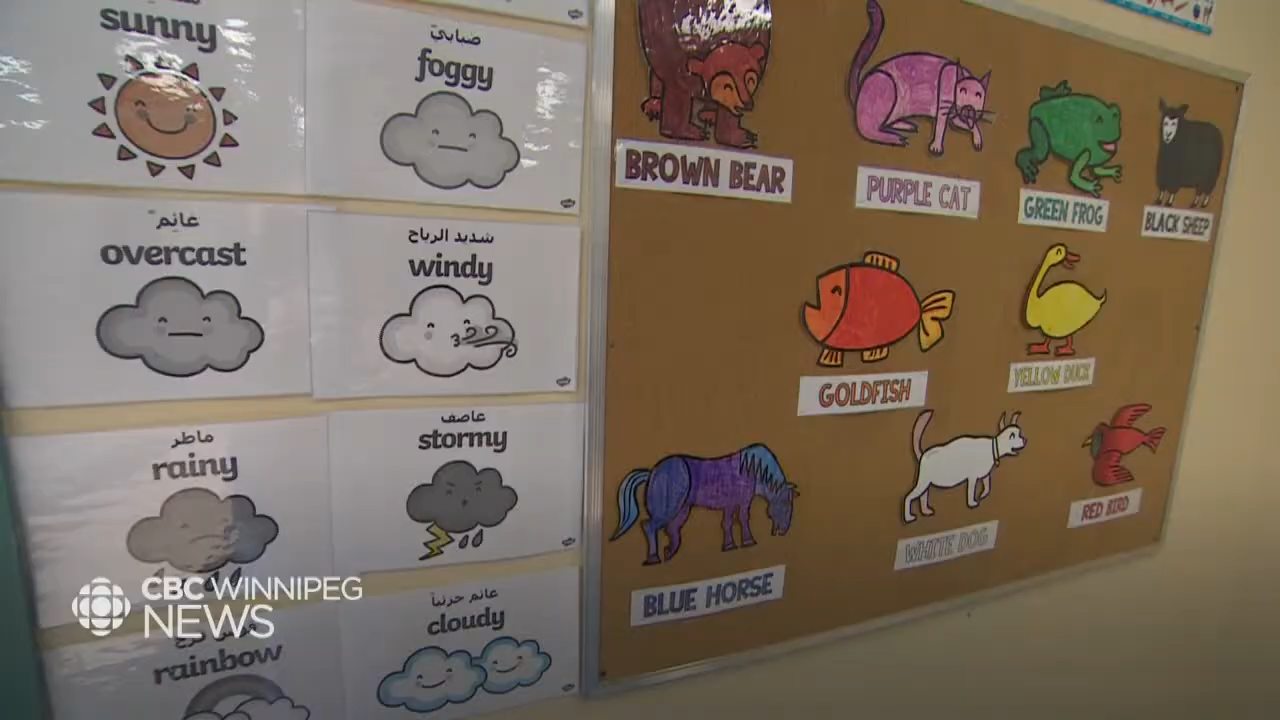 sunny
ضبابيّ
foggy
غائِم
overcast
شديد الرياح
windy
ماطر
rainy
عاصف
stormy
غائم جزئياً
cloudy
rainbow
BROWN BEAR
PURPLE CAT
GREEN FROG
BLACK SHEEP
GOLDFISH
YELLOW DUCK
BLUE HORSE
WHITE DOG
RED BIRD
CBC WINNIPEG
NEWS